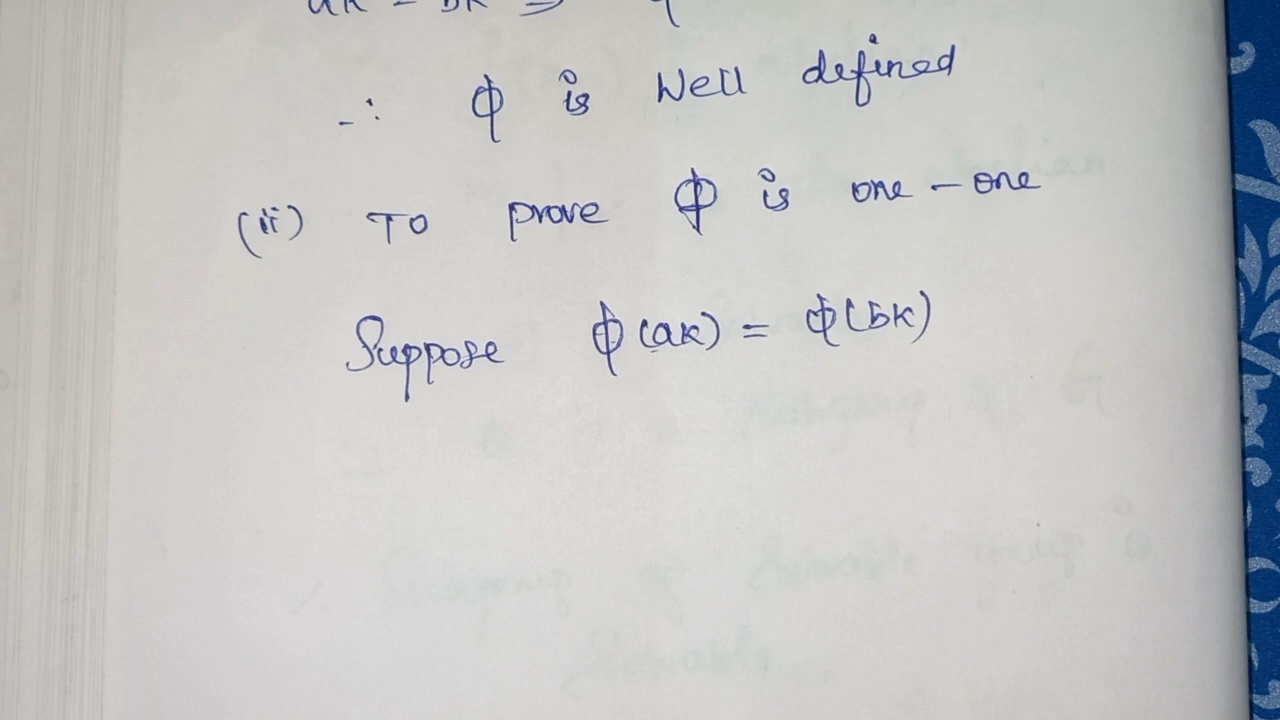 ∴ ϕ is Well defined
(ii) To prove ϕ is one - one
Suppose ϕ(ak) = ϕ(bk)